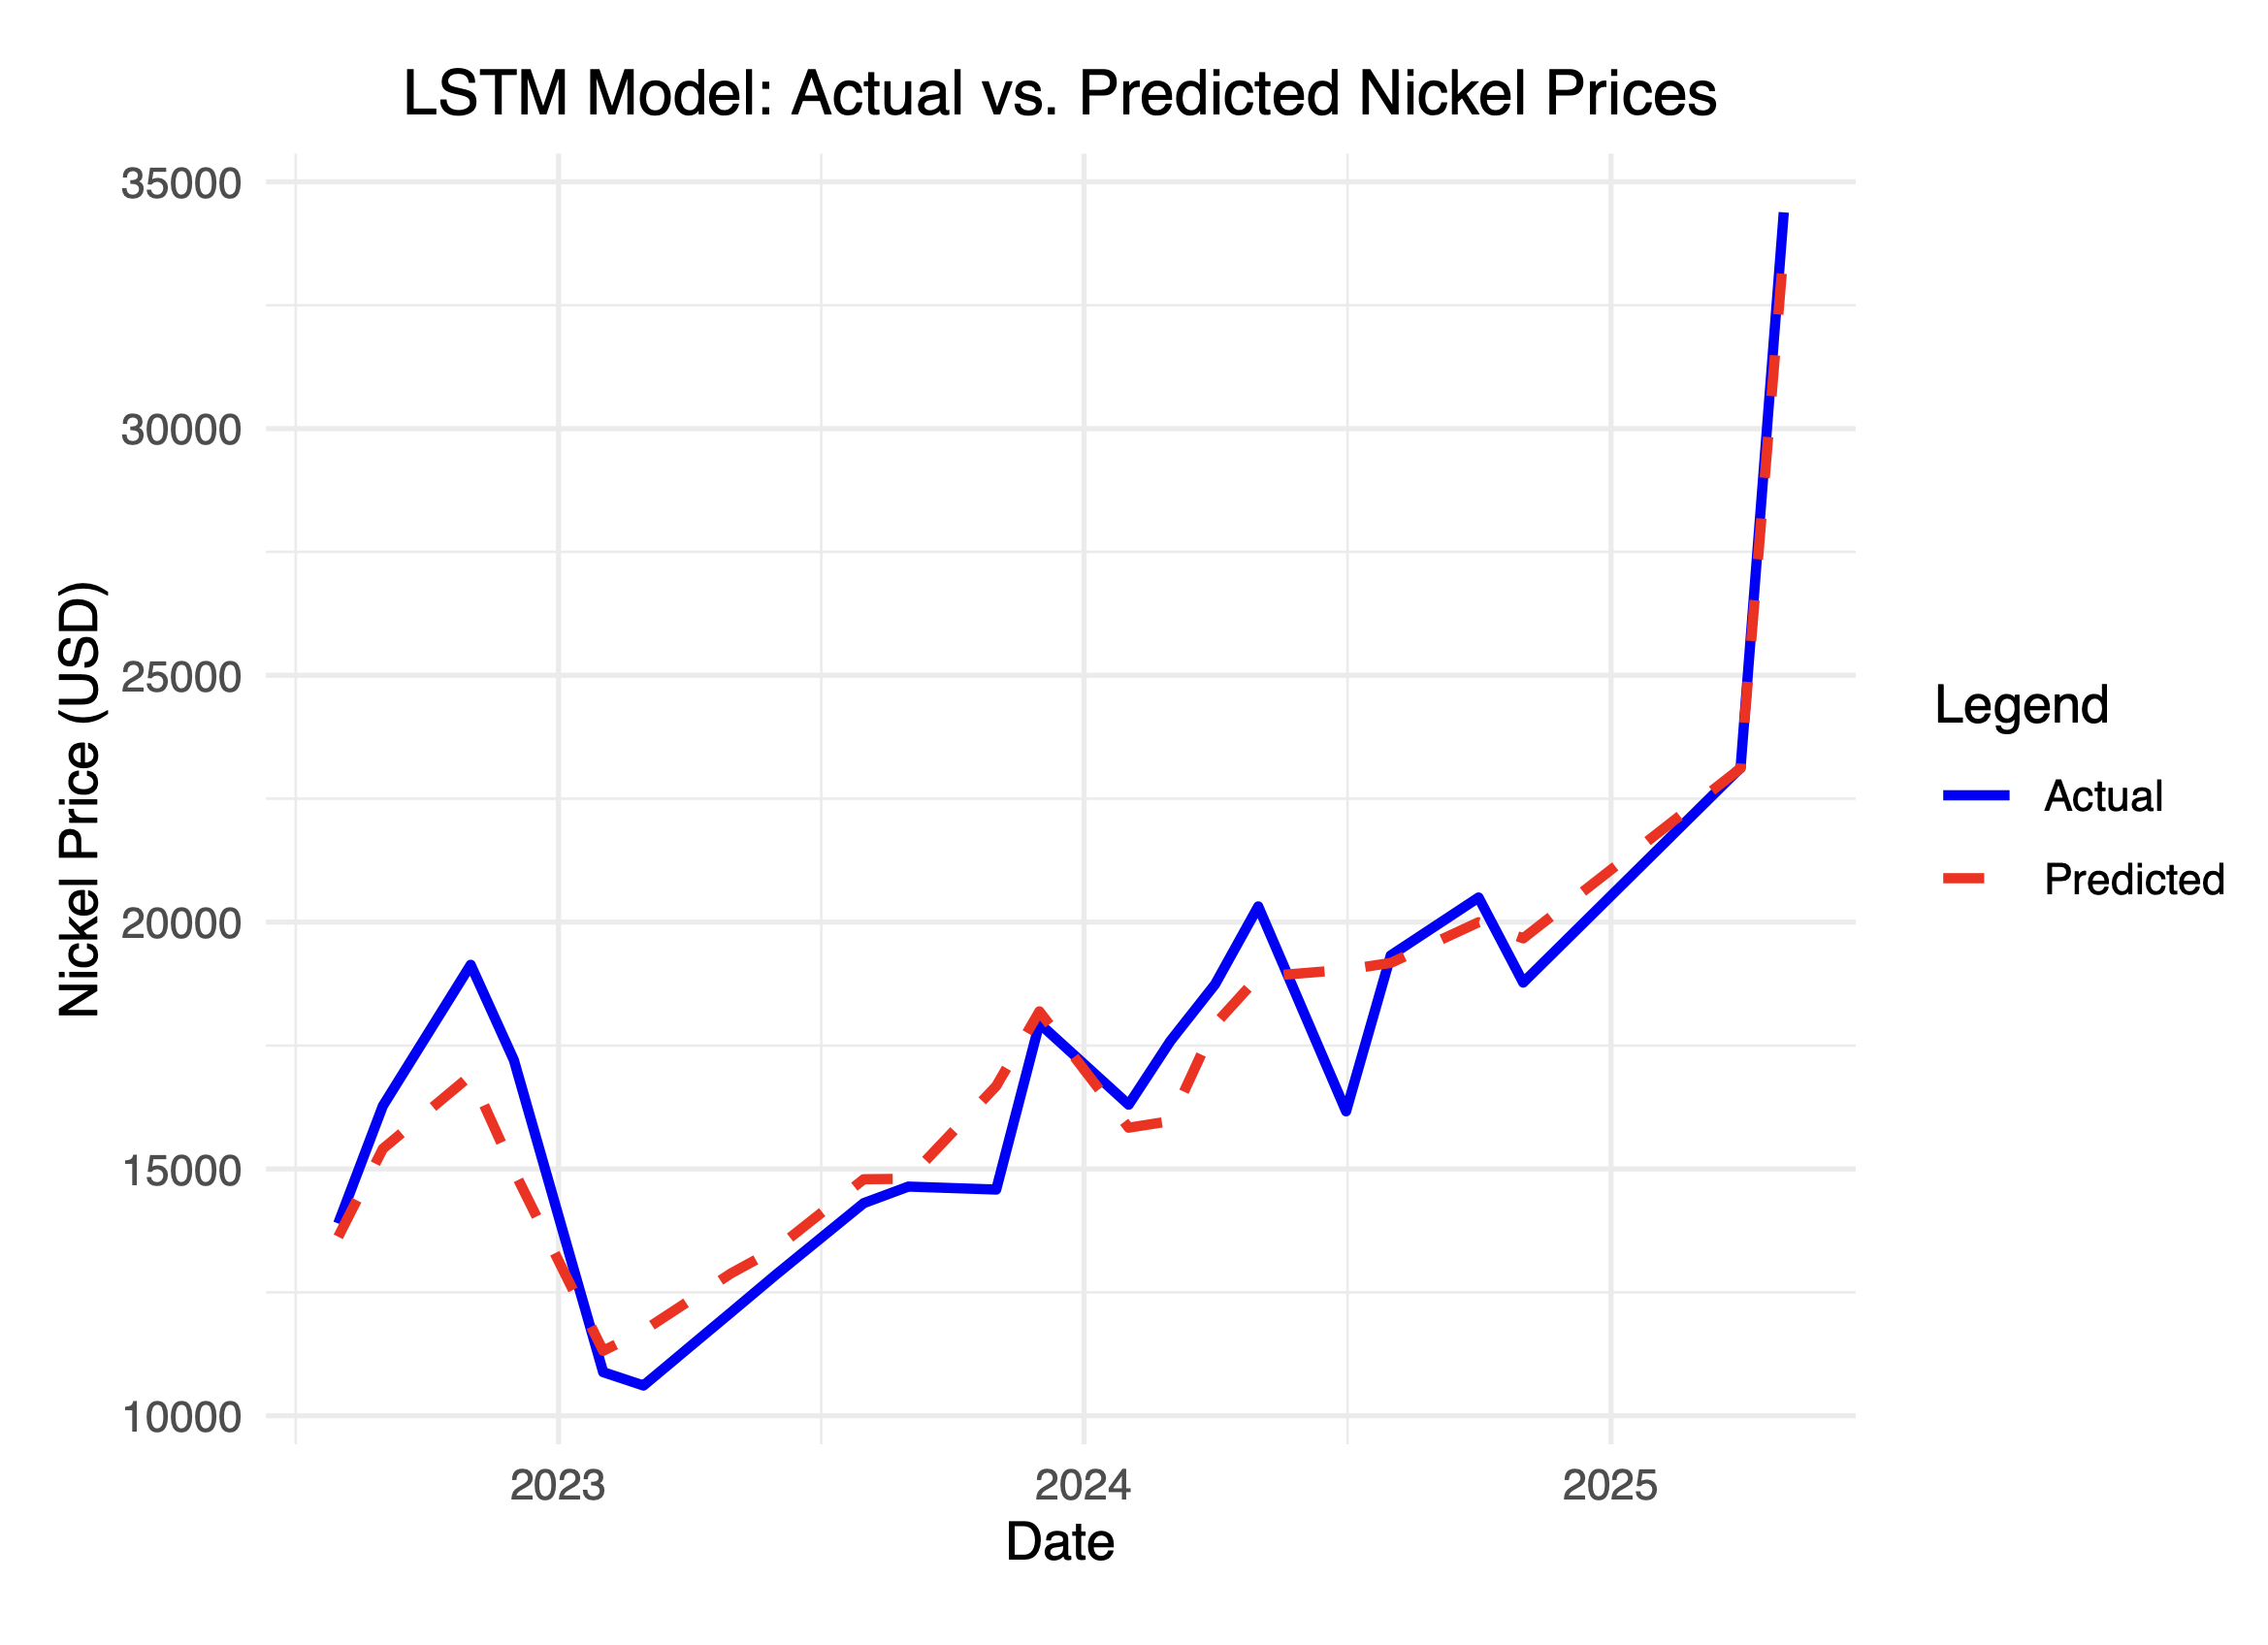 LSTM Model: Actual vs. Predicted Nickel Prices
35000
30000
25000
20000
15000
10000
Nickel Price (USD)
2023 2024 2025
Date
Legend
Actual
Predicted